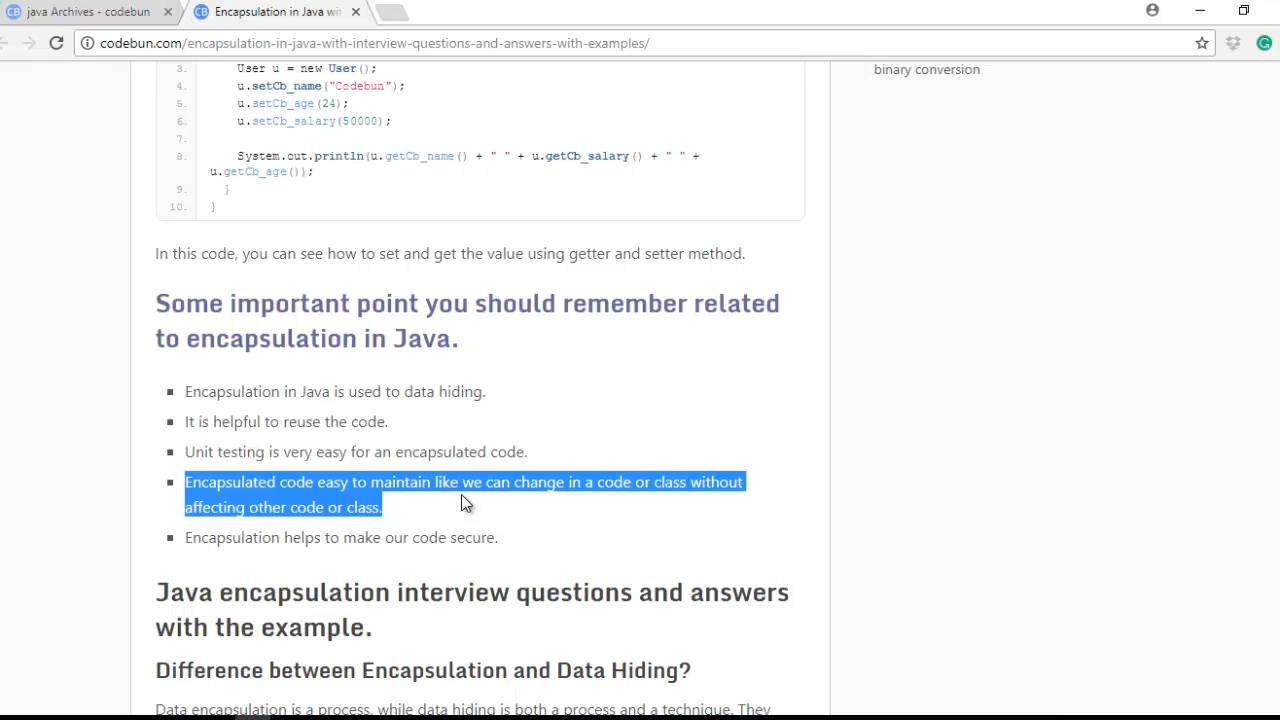 java Archives - codebun
Encapsulation in Java wit
codebun.com/encapsulation-in-java-with-interview-questions-and-answers-with-examples/
3. User u = new User();
4. u.setCb_name("Codebun");
5. u.setCb_age(24);
6. u.setCb_salary(50000);
7.
8. System.out.println(u.getCb_name() + " " + u.getCb_salary() + " " +
u.getCb_age());
9. }
10. }
binary conversion
In this code, you can see how to set and get the value using getter and setter method.
Some important point you should remember related
to encapsulation in Java.
Encapsulation in Java is used to data hiding.
It is helpful to reuse the code.
Unit testing is very easy for an encapsulated code.
Encapsulated code easy to maintain like we can change in a code or class without
affecting other code or class.
Encapsulation helps to make our code secure.
Java encapsulation interview questions and answers
with the example.
Difference between Encapsulation and Data Hiding?
Data encapsulation is a process, while data hiding is both a process and a technique. They